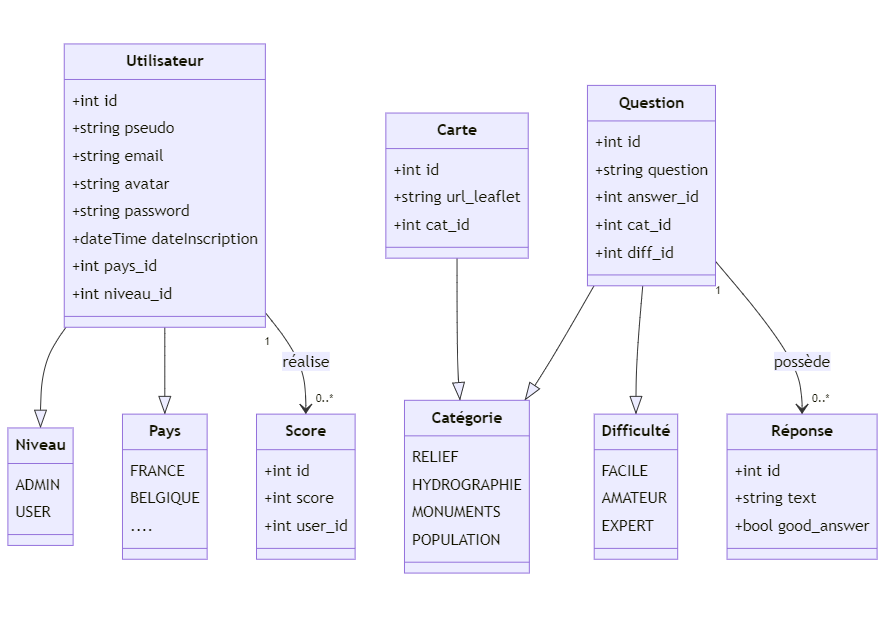 Utilisateur
+int id
+string pseudo
+string email
+string avatar
+string password
+dateTime dateInscription
+int pays_id
+int niveau_id
Carte
+int id
+string url_leaflet
+int cat_id
Question
+int id
+string question
+int answer_id
+int cat_id
+int diff_id
1
réalise
0..*
1
possède
0..*
Niveau
ADMIN
USER
Pays
FRANCE
BELGIQUE
....
Score
+int id
+int score
+int user_id
Catégorie
RELIEF
HYDROGRAPHIE
MONUMENTS
POPULATION
Difficulté
FACILE
AMATEUR
EXPERT
Réponse
+int id
+string text
+bool good_answer